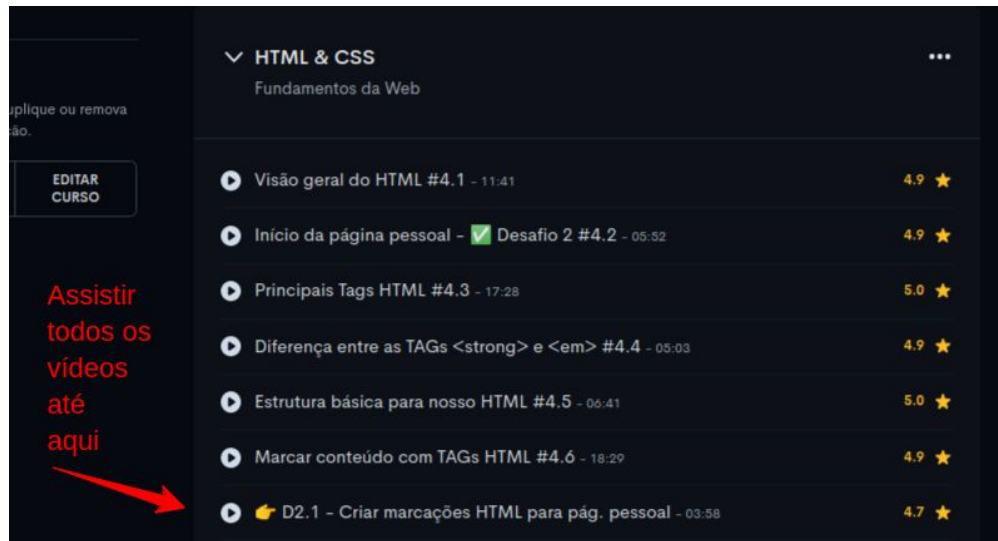 HTML & CSS
Fundamentos da Web
uplique ou remova
EDITAR
CURSO
Visão geral do HTML #4.1 - 11:41
4.9
Início da página pessoal - ✅ Desafio 2 #4.2 - 05:52
4.9
Principais Tags HTML #4.3 - 17:28
5.0
Diferença entre as TAGs <strong> e <em> #4.4 - 05:03
4.9
Estrutura básica para nosso HTML #4.5 - 06:41
5.0
Marcar conteúdo com TAGs HTML #4.6 - 18:29
4.9
👉 D2.1 - Criar marcações HTML para pág. pessoal - 03:58
4.7
Assistir
todos os
vídeos
até
aqui